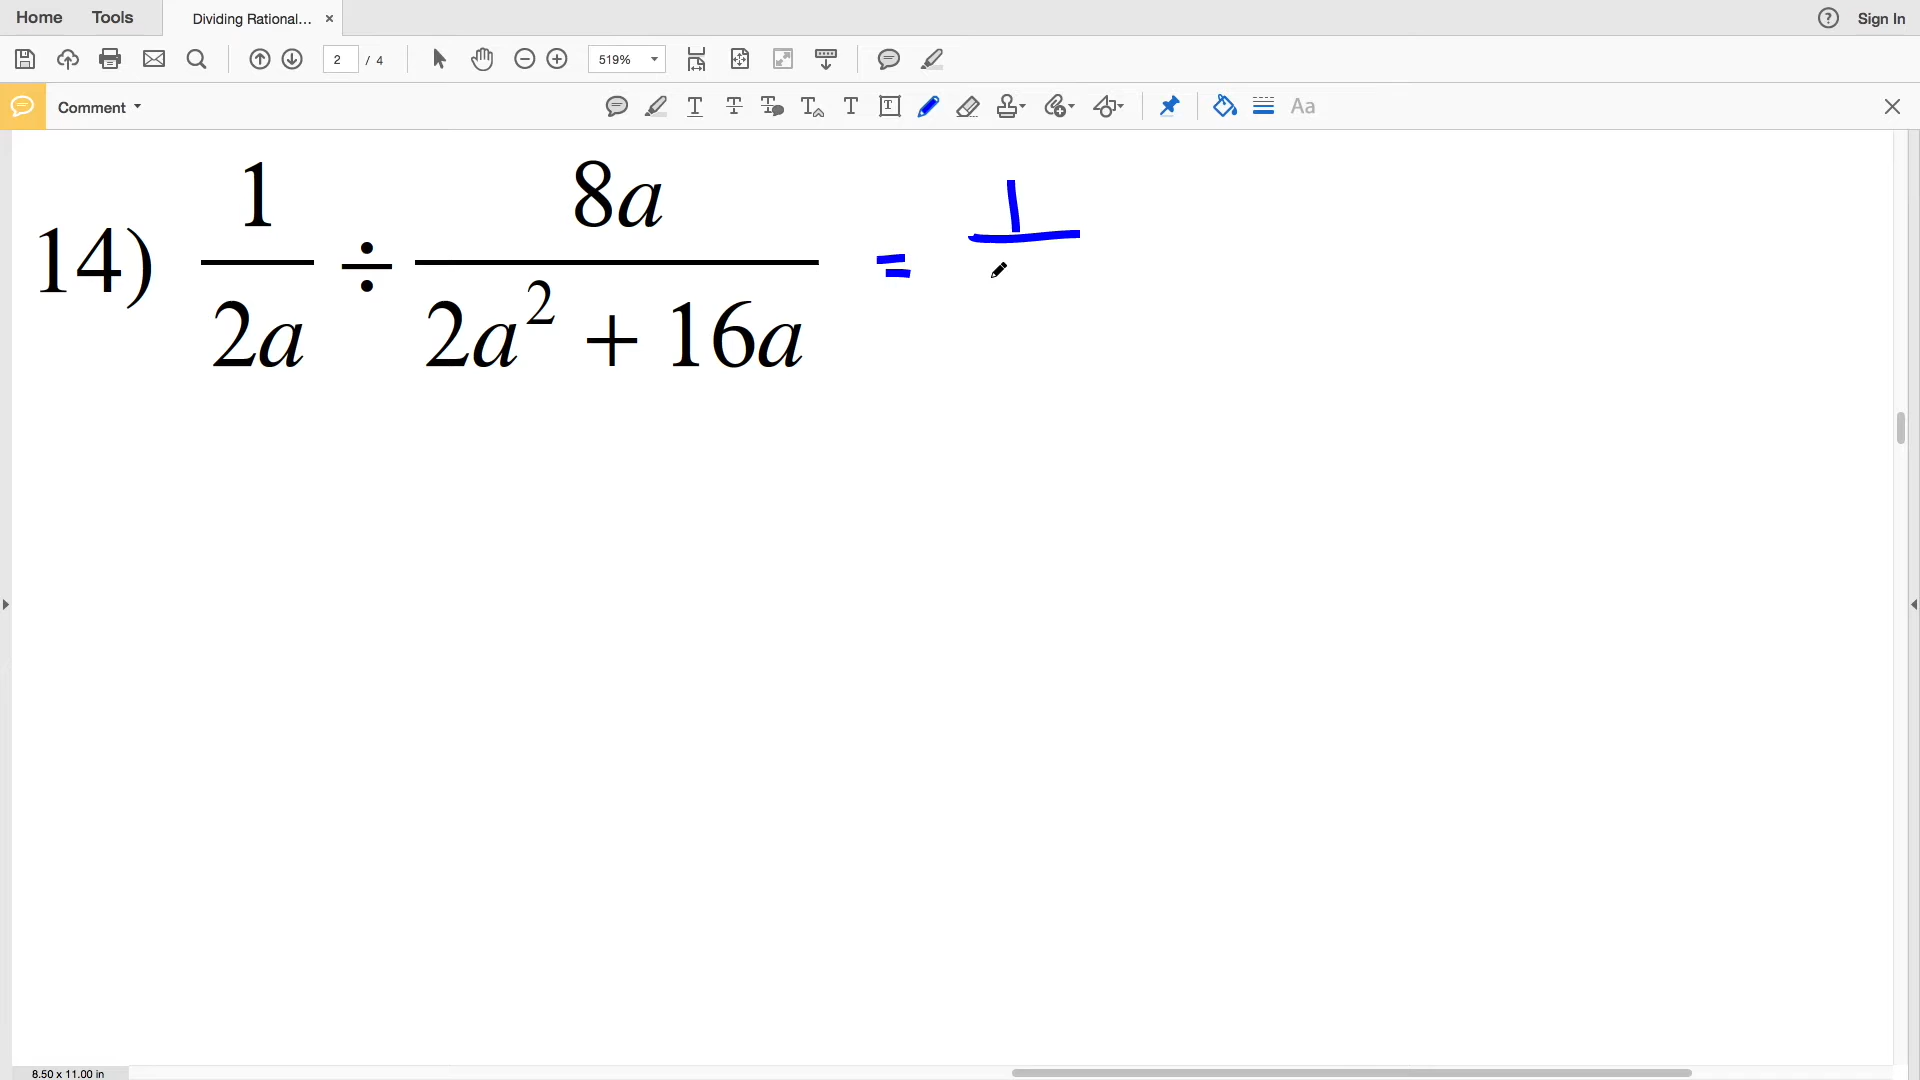 Home Tools Dividing Rational... × ? Sign In
2 / 4 519%
Comment T T T T T T Aa
14) 1/2a ÷ 8a/(2a² + 16a) = 1
8.50 x 11.00 in